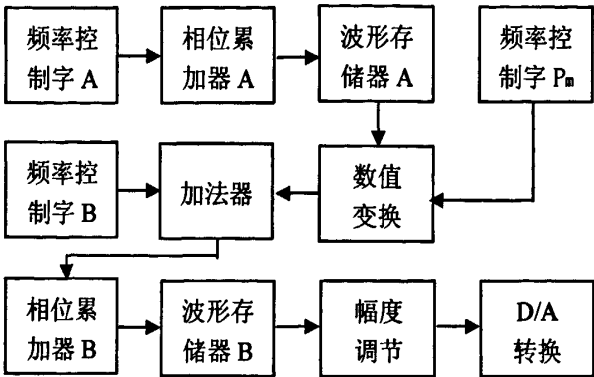 频率控
制字 A
相位累
加器 A
波形存
储器 A
频率控
制字 Pm
频率控
制字 B
加法器
数值
变换
相位累
加器 B
波形存
储器 B
幅度
调节
D/A
转换